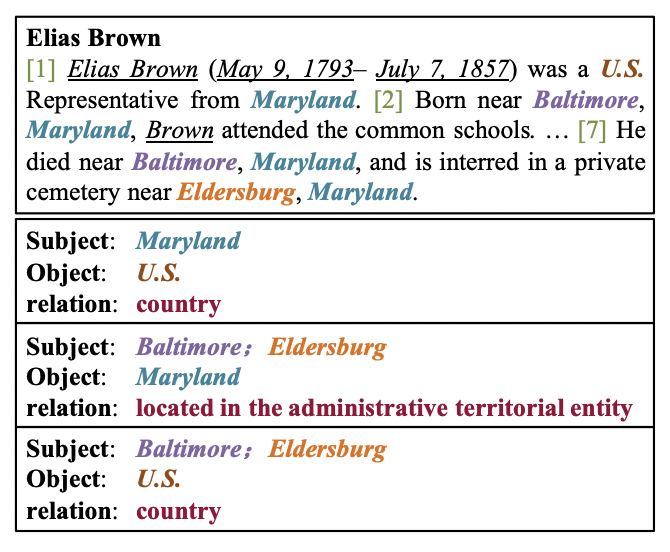 Elias Brown
[1] Elias Brown (May 9, 1793– July 7, 1857) was a U.S.
Representative from Maryland. [2] Born near Baltimore,
Maryland, Brown attended the common schools. … [7] He
died near Baltimore, Maryland, and is interred in a private
cemetery near Eldersburg, Maryland.
Subject: Maryland
Object: U.S.
relation: country
Subject: Baltimore; Eldersburg
Object: Maryland
relation: located in the administrative territorial entity
Subject: Baltimore; Eldersburg
Object: U.S.
relation: country